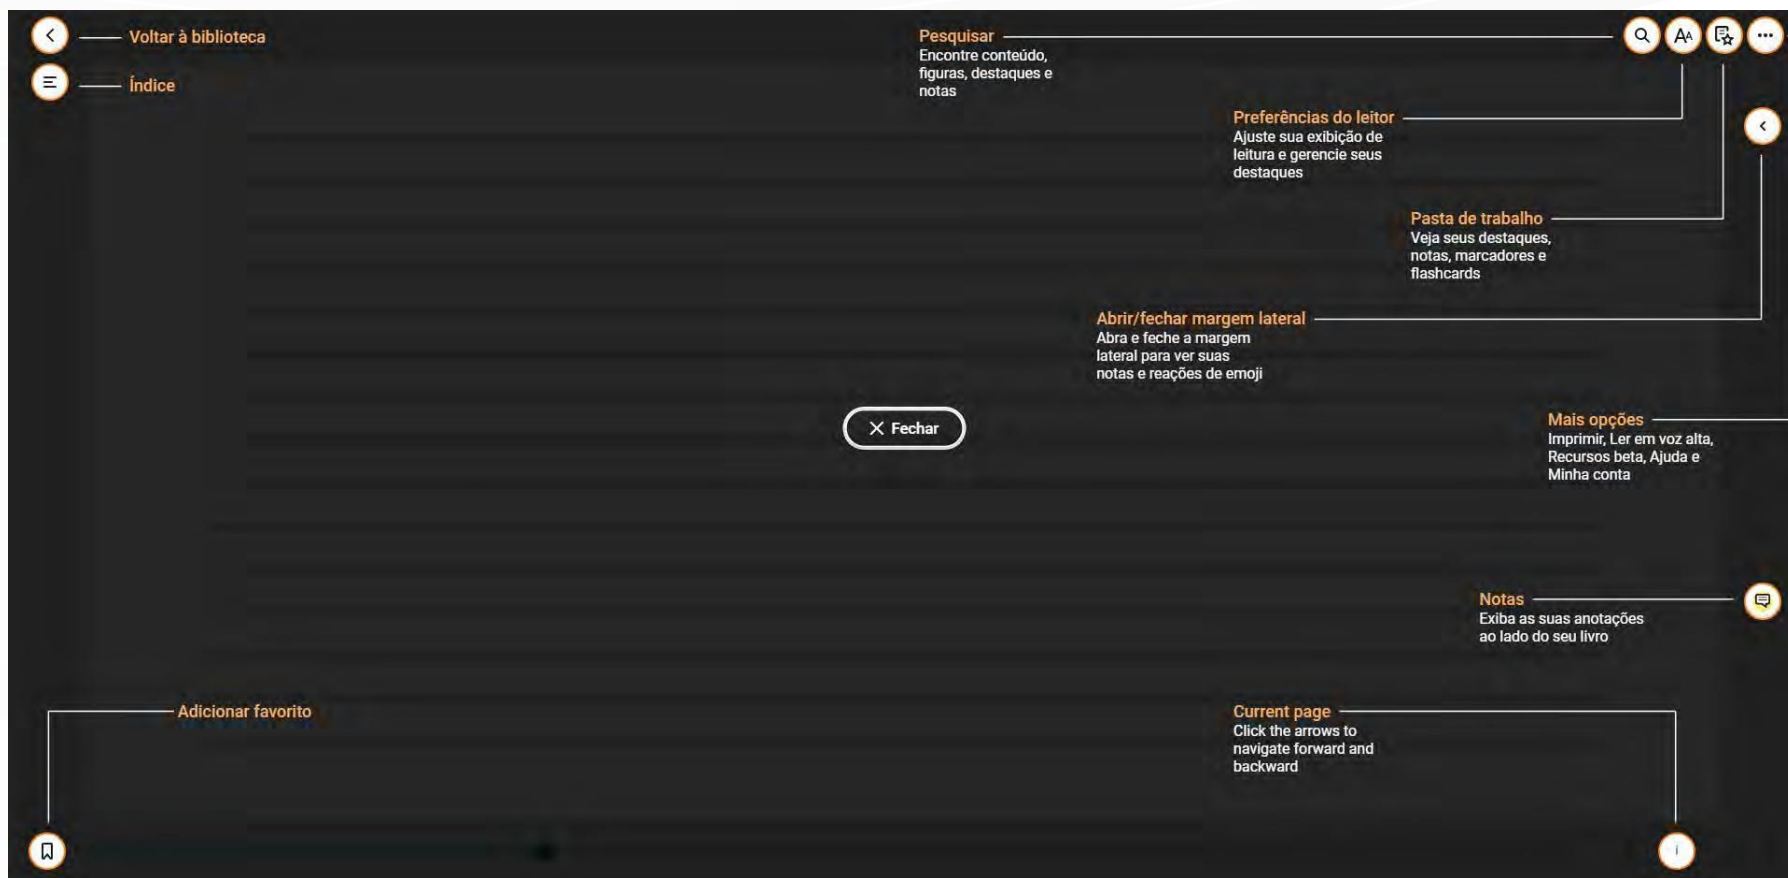 Voltar à biblioteca
Índice
Pesquisar
Encontre conteúdo,
figuras, destaques e
notas
AA
Preferências do leitor
Ajuste sua exibição de
leitura e gerencie seus
destaques
Pasta de trabalho
Veja seus destaques,
notas, marcadores e
flashcards
Abrir/fechar margem lateral
Abra e feche a margem
lateral para ver suas
notas e reações de emoji
Fechar
Mais opções
Imprimir, Ler em voz alta,
Recursos beta, Ajuda e
Minha conta
Notas
Exiba as suas anotações
ao lado do seu livro
Adicionar favorito
Current page
Click the arrows to
navigate forward and
backward
i